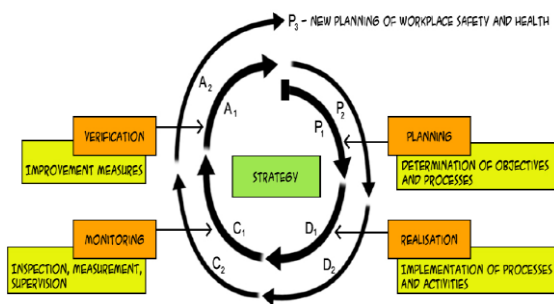 P3 – NEW PLANNING OF WORKPLACE SAFETY AND HEALTH
A2
A1
P2
P1
VERIFICATION
IMPROVEMENT MEASURES
PLANNING
DETERMINATION OF OBJECTIVES
AND PROCESSES
STRATEGY
MONITORING
INSPECTION, MEASUREMENT,
SUPERVISION
C1
C2
D1
D2
REALISATION
IMPLEMENTATION OF PROCESSES
AND ACTIVITIES